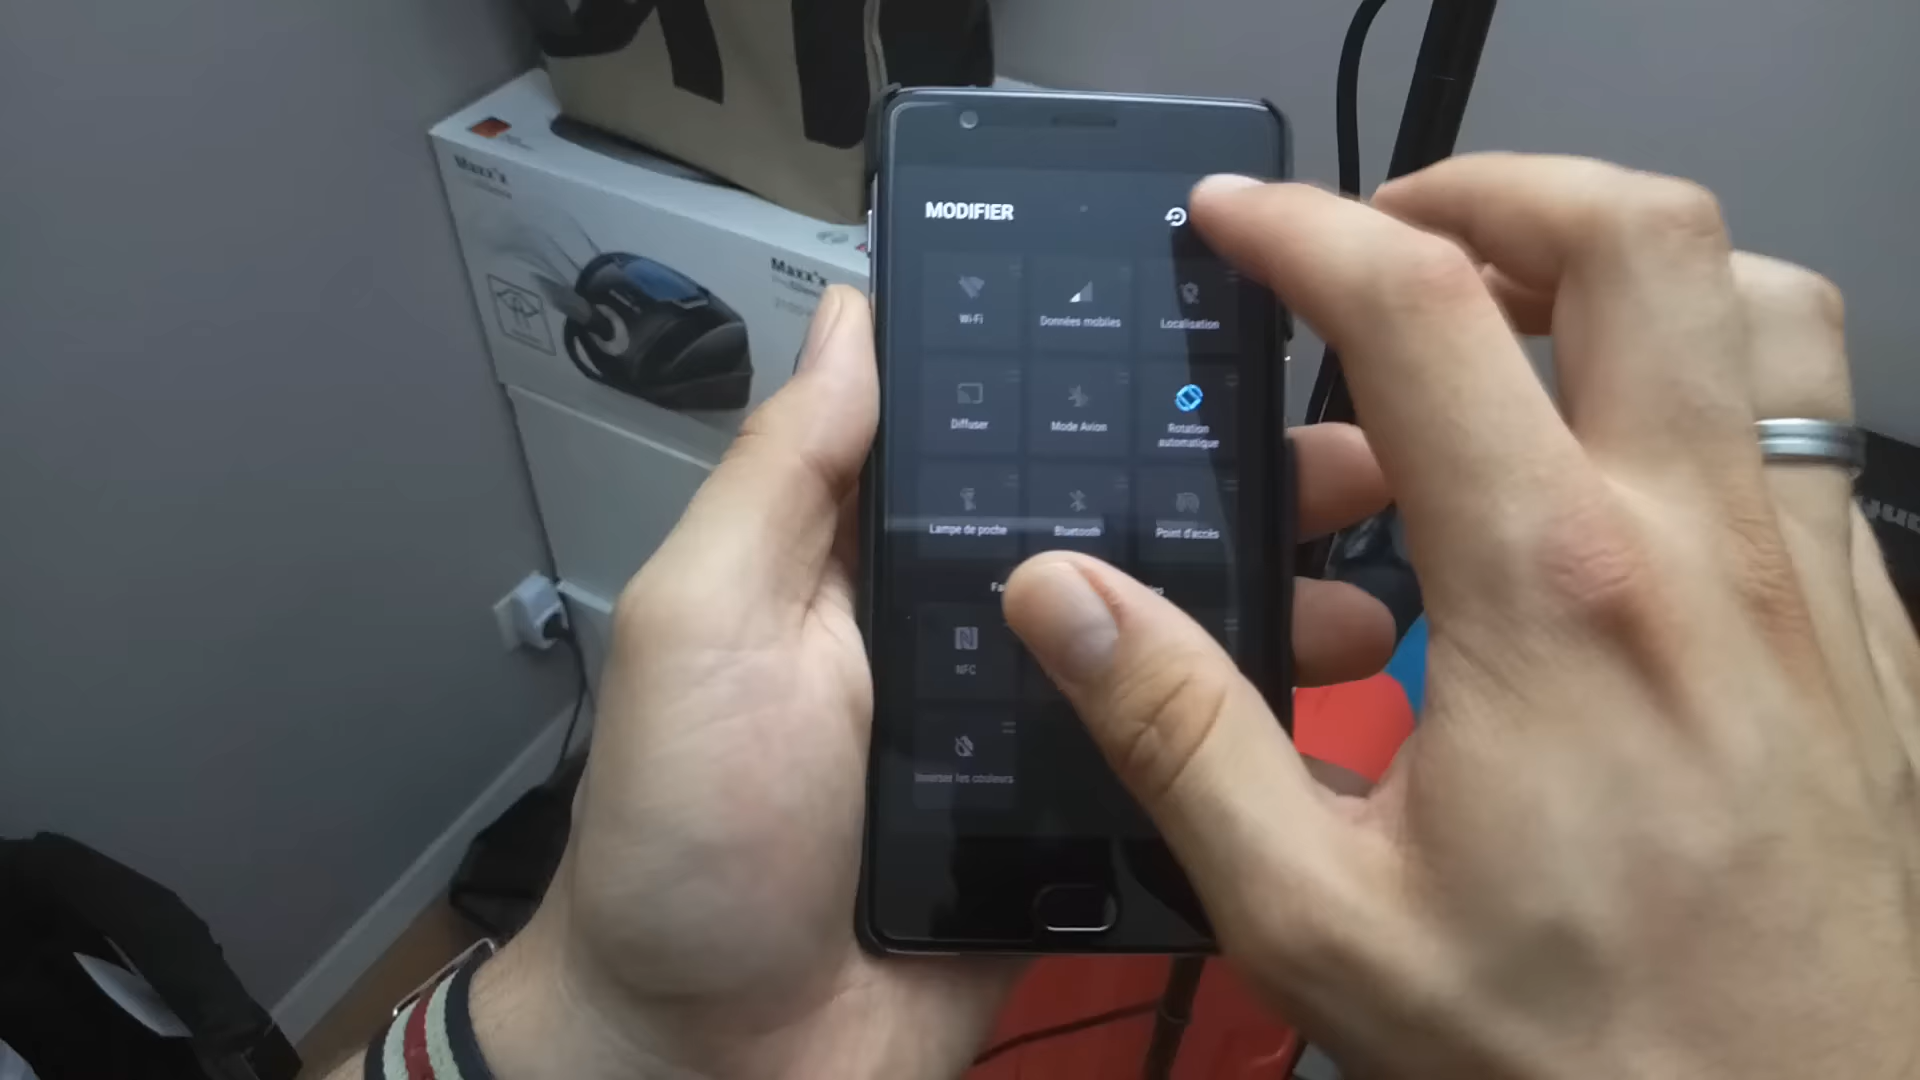 Maxx'x
Maxx'x
MODIFIER
Wi-Fi
Données mobiles
Localisation
Diffuser
Mode Avion
Rotation
automatique
Lampe de poche
Bluetooth
Point d'accès
NFC
Inverser les couleurs